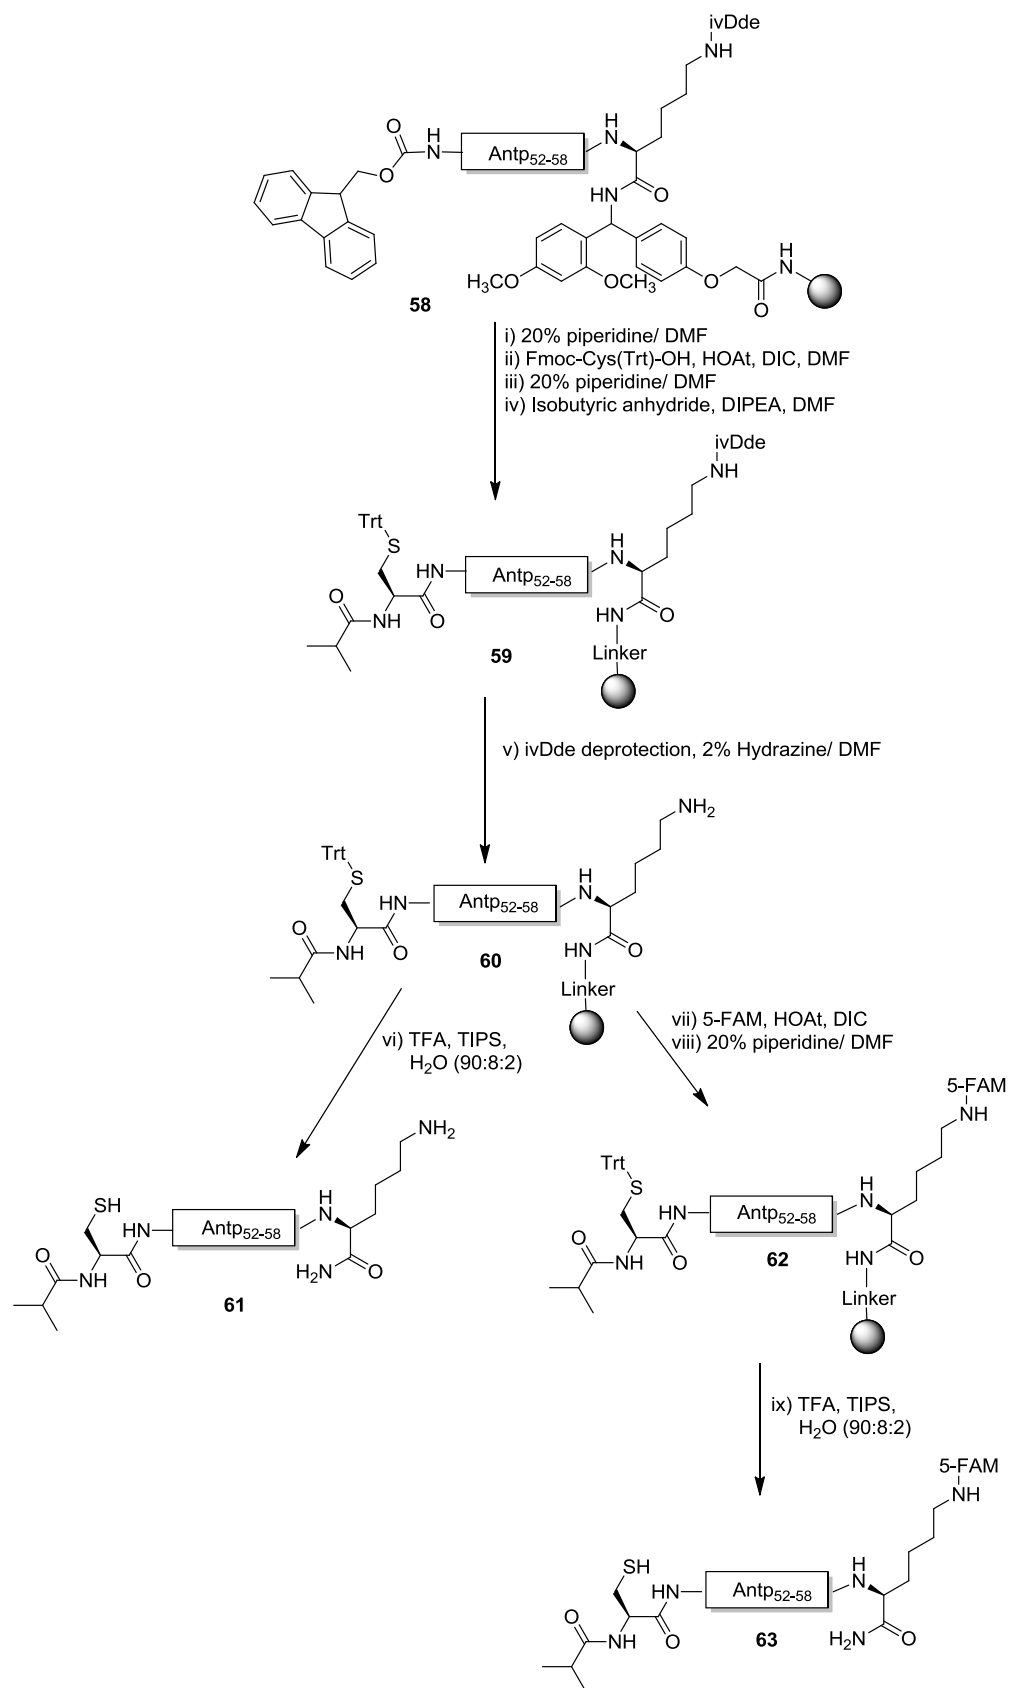 ivDde
NH
H
N
O
H
N
Antp52-58
O
O
HN
H3CO
OCH3
O
O
H
N
58
i) 20% piperidine/ DMF
ii) Fmoc-Cys(Trt)-OH, HOAt, DIC, DMF
iii) 20% piperidine/ DMF
iv) Isobutyric anhydride, DIPEA, DMF
ivDde
NH
Trt
S
H
N
HN
Antp52-58
O
NH
O
HN
O
Linker
59
v) ivDde deprotection, 2% Hydrazine/ DMF
NH2
Trt
S
H
N
HN
Antp52-58
O
NH
O
HN
O
Linker
60
vi) TFA, TIPS,
H2O (90:8:2)
vii) 5-FAM, HOAt, DIC
viii) 20% piperidine/ DMF
NH2
SH
H
N
HN
Antp52-58
O
N
H
O
H2N
O
61
5-FAM
NH
Trt
S
H
N
HN
Antp52-58
O
NH
O
HN
O
Linker
62
ix) TFA, TIPS,
H2O (90:8:2)
5-FAM
NH
SH
H
N
HN
Antp52-58
O
N
H
O
H2N
O
63